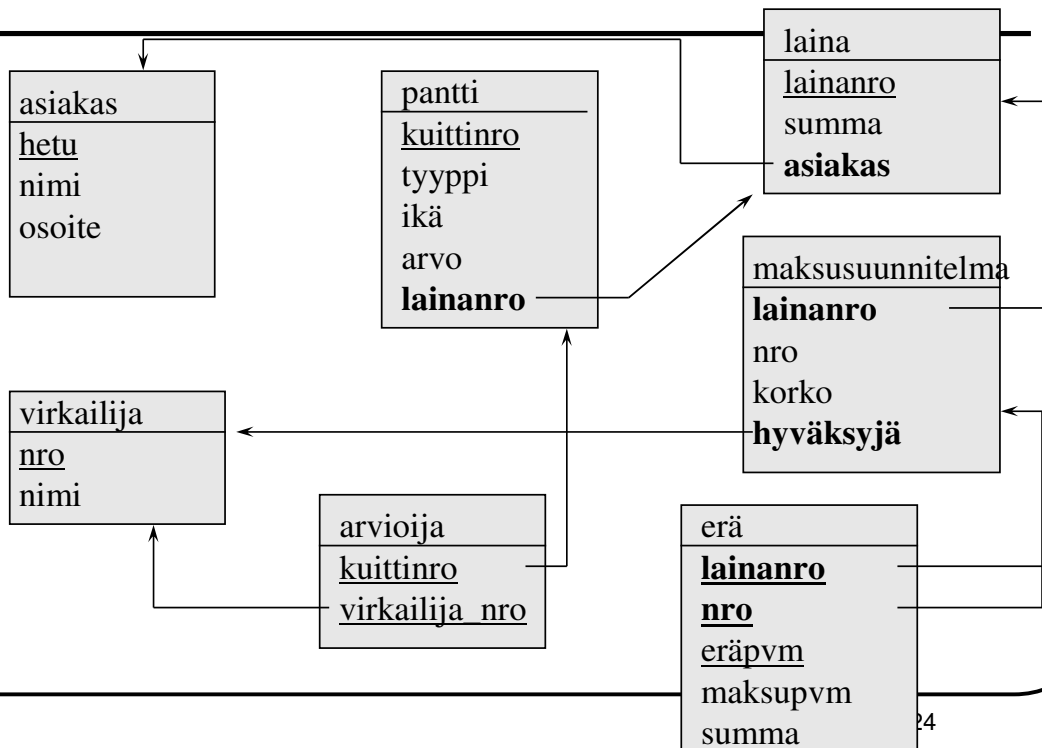 laina
lainanro
summa
asiakas
asiakas
hetu
nimi
osoite
pantti
kuittinro
tyyppi
ikä
arvo
lainanro
maksusuunnitelma
lainanro
nro
korko
hyväksyjä
virkailija
nro
nimi
arvioija
kuittinro
virkailija_nro
erä
lainanro
nro
eräpvm
maksupvm
summa
24